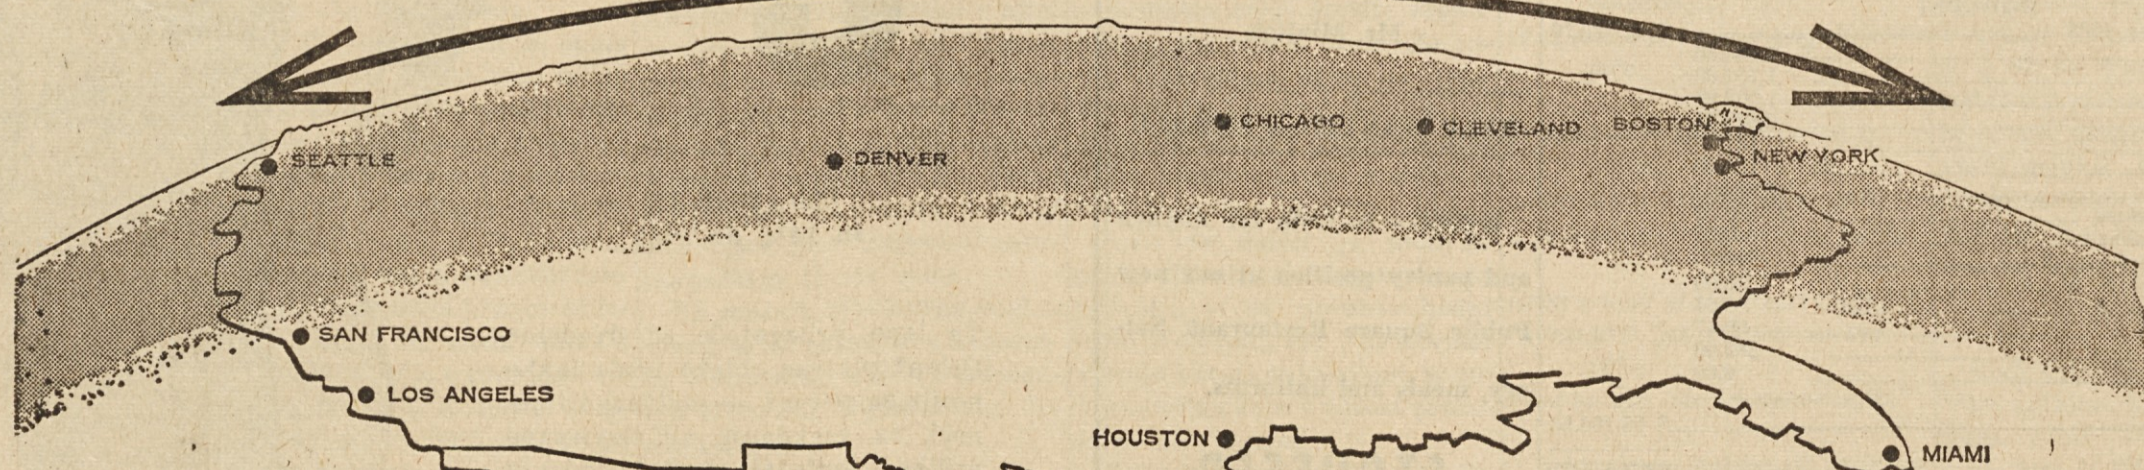 CHICAGO
CLEVELAND
BOSTON
SEATTLE
DENVER
NEW YORK
SAN FRANCISCO
LOS ANGELES
HOUSTON
MIAMI